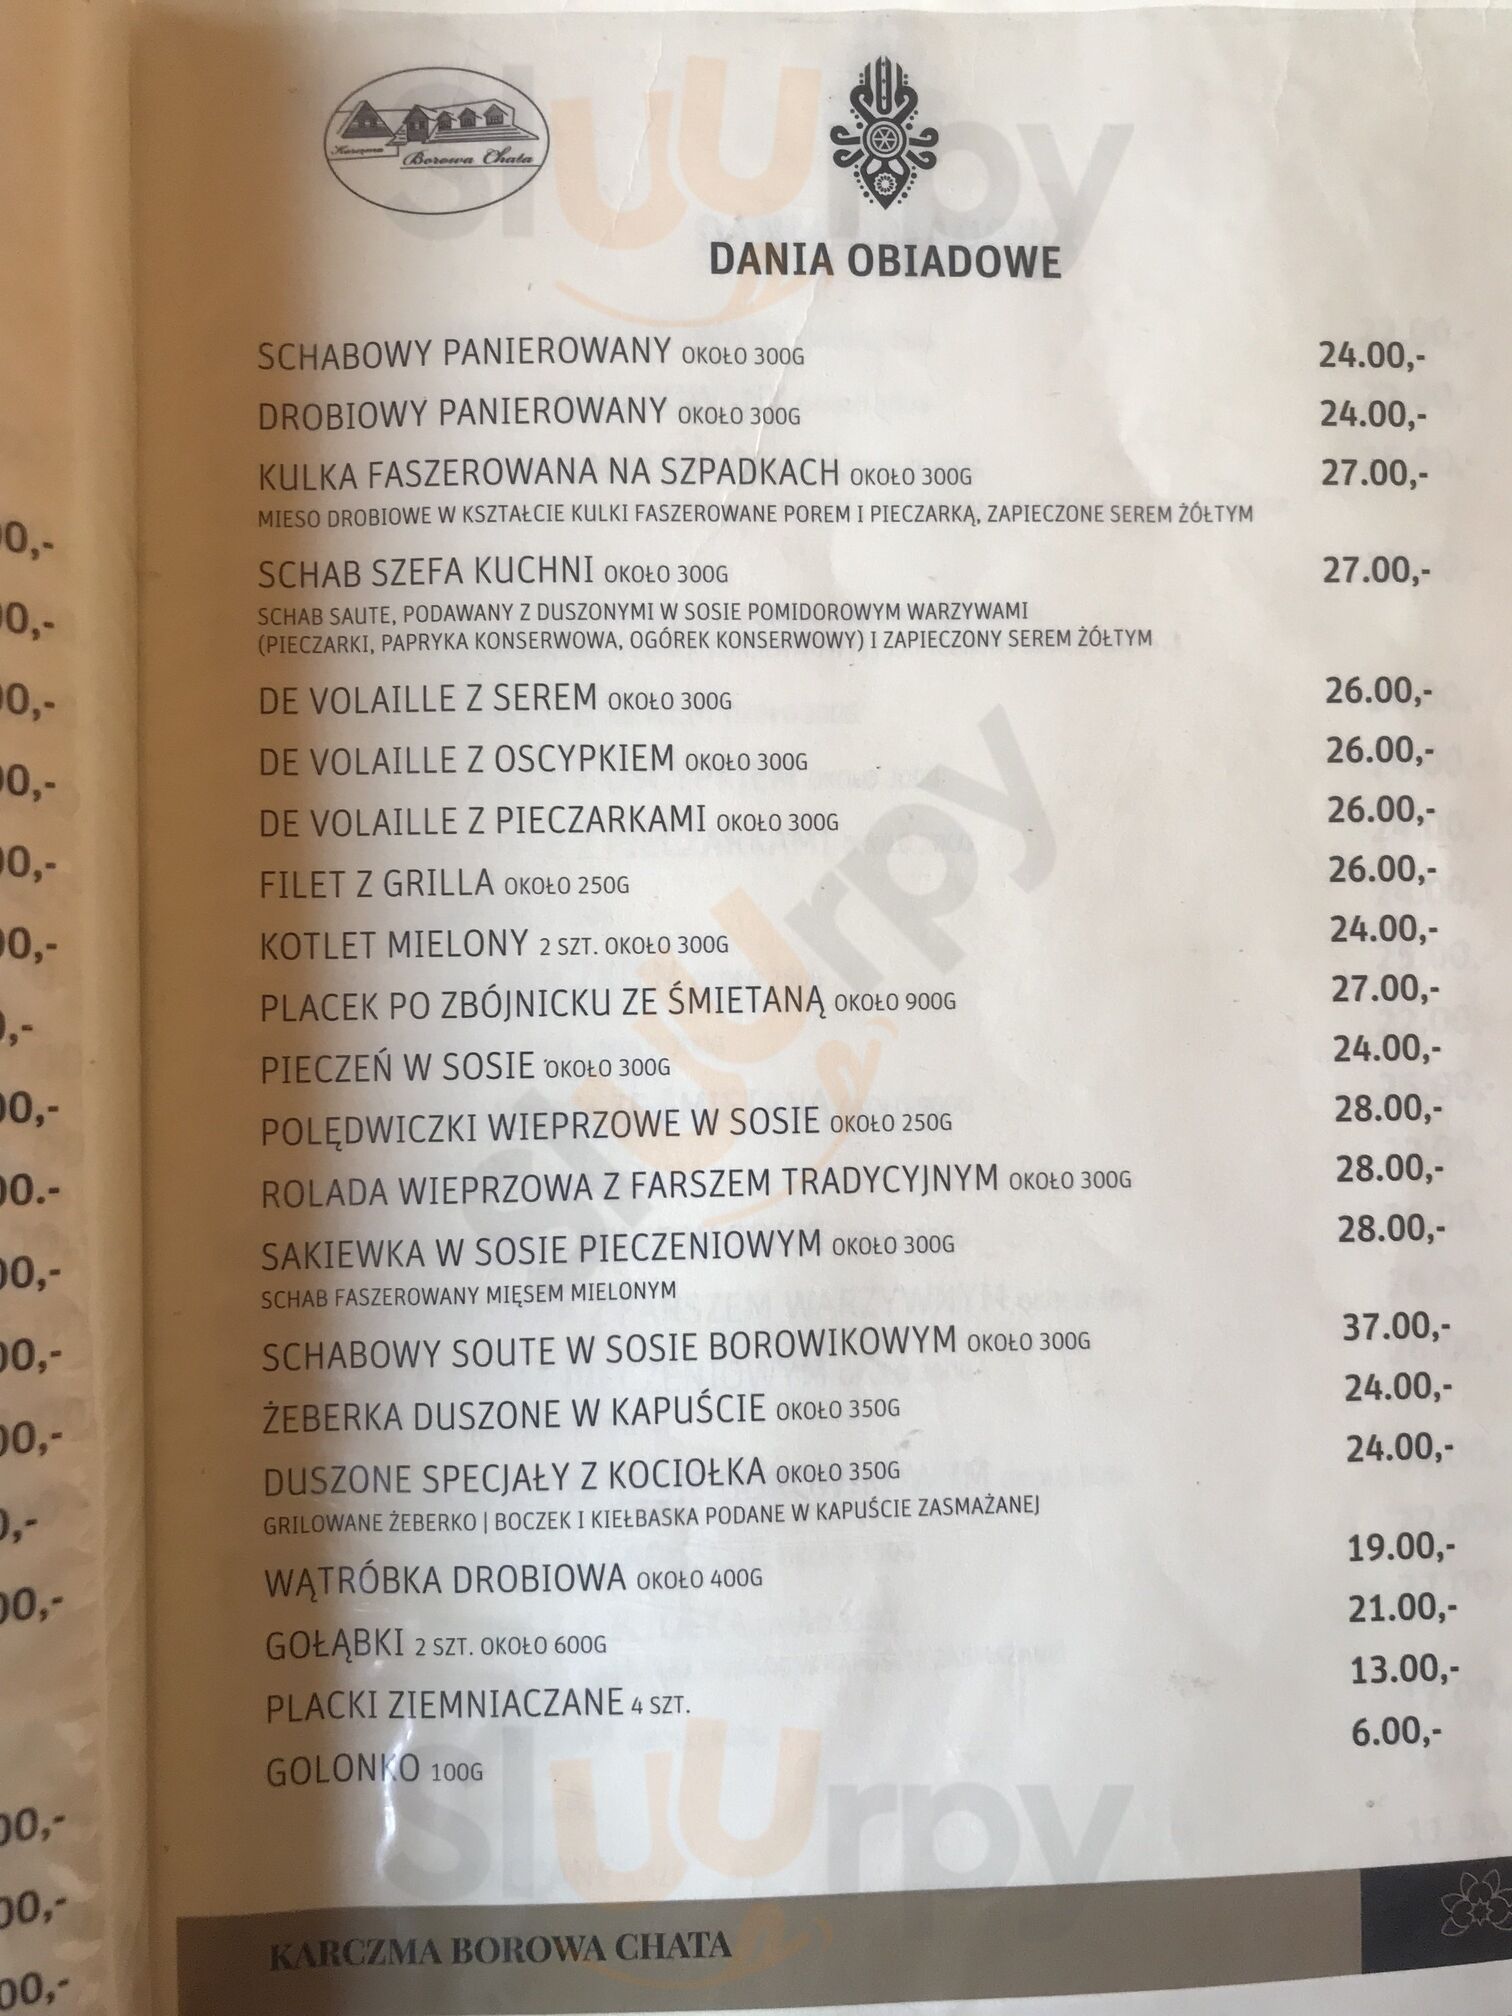 Karczma
Borowa Chata
DANIA OBIADOWE
SCHABOWY PANIEROWANY OKOŁO 300G 24.00,-
DROBIOWY PANIEROWANY OKOŁO 300G 24.00,-
KULKA FASZEROWANA NA SZPADKACH OKOŁO 300G 27.00,-
MIESO DROBIOWE W KSZTAŁCIE KULKI FASZEROWANE POREM I PIECZARKĄ, ZAPIECZONE SEREM ŻÓŁTYM
SCHAB SZEFA KUCHNI OKOŁO 300G 27.00,-
SCHAB SAUTE, PODAWANY Z DUSZONYMI W SOSIE POMIDOROWYM WARZYWAMI
(PIECZARKI, PAPRYKA KONSERWOWA, OGÓREK KONSERWOWY) I ZAPIECZONY SEREM ŻÓŁTYM
DE VOLAILLE Z SEREM OKOŁO 300G 26.00,-
DE VOLAILLE Z OSCYPKIEM OKOŁO 300G 26.00,-
DE VOLAILLE Z PIECZARKAMI OKOŁO 300G 26.00,-
FILET Z GRILLA OKOŁO 250G 26.00,-
KOTLET MIELONY 2 SZT. OKOŁO 300G 24.00,-
PLACEK PO ZBÓJNICKU ZE ŚMIETANĄ OKOŁO 900G 27.00,-
PIECZEŃ W SOSIE OKOŁO 300G 24.00,-
POLĘDWICZKI WIEPRZOWE W SOSIE OKOŁO 250G 28.00,-
ROLADA WIEPRZOWA Z FARSZEM TRADYCYJNYM OKOŁO 300G 28.00,-
SAKIEWKA W SOSIE PIECZENIOWYM OKOŁO 300G 28.00,-
SCHAB FASZEROWANY MIĘSEM MIELONYM
SCHABOWY SOUTE W SOSIE BOROWIKOWYM OKOŁO 300G 37.00,-
ŻEBERKA DUSZONE W KAPUŚCIE OKOŁO 350G 24.00,-
DUSZONE SPECJAŁY Z KOCIOŁKA OKOŁO 350G 24.00,-
GRILOWANE ŻEBERKO | BOCZEK I KIEŁBASKA PODANE W KAPUŚCIE ZASMAŻANEJ
WĄTRÓBKA DROBIOWA OKOŁO 400G 19.00,-
GOŁĄBKI 2 SZT. OKOŁO 600G 21.00,-
PLACKI ZIEMNIACZANE 4 SZT. 13.00,-
GOLONKO 100G 6.00,-
KARCZMA BOROWA CHATA
sluurpy
sluurpy
sluurpy